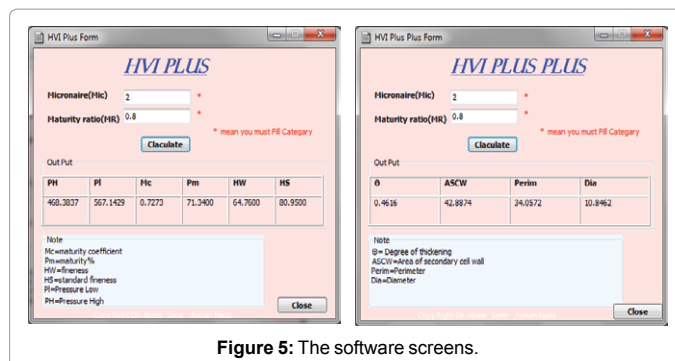 HVI Plus Form
HVI PLUS
Micronaire(Mic) 2 *
Maturity ratio(MR) 0.8 *
* mean you must Fill Categary
Claculate
Out Put
PH Pl Mc Pm HW HS
468.3837 567.1429 0.7273 71.3400 64.7600 80.9500
Note
Mc=maturity coefficient
Pm=maturity%
HW=fineness
HS=standard fineness
Pl=Pressure Low
PH=Pressure High
Close
HVI Plus Plus Form
HVI PLUS PLUS
Micronaire(Mic) 2 *
Maturity ratio(MR) 0.8 *
* mean you must Fill Categary
Claculate
Out Put
θ ASCW Perim Dia
0.4616 42.8874 34.0572 10.8462
Note
θ= Degree of thickening
ASCW=Area of secondary cell wall
Perim=Perimeter
Dia=Diameter
Close
Figure 5: The software screens.